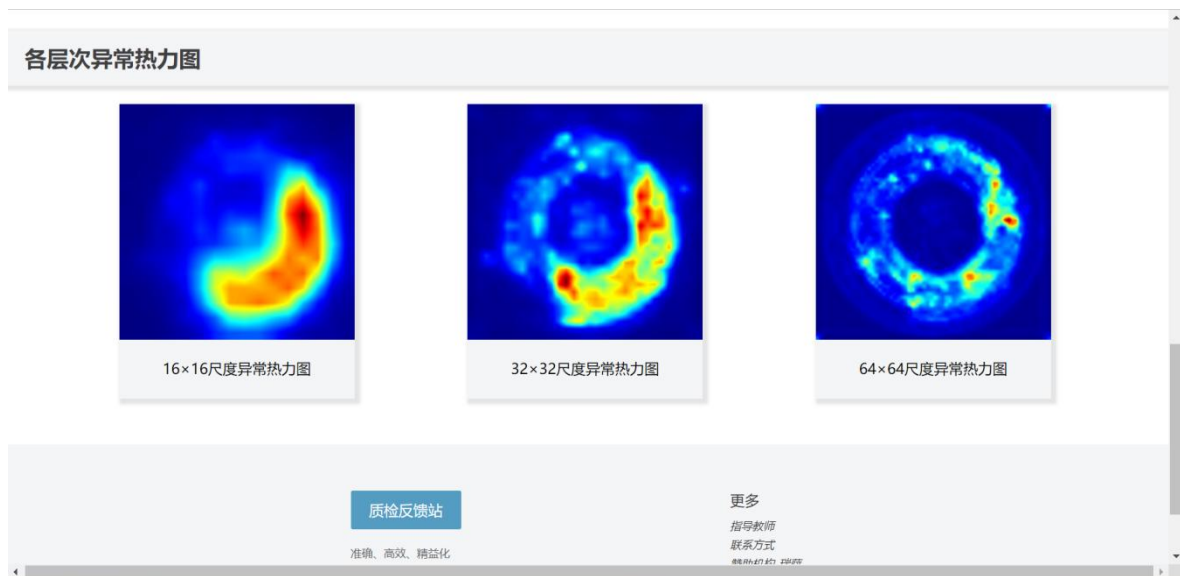 各层次异常热力图
16×16尺度异常热力图
32×32尺度异常热力图
64×64尺度异常热力图
质检反馈站
准确、高效、精益化
更多
指导教师
联系方式